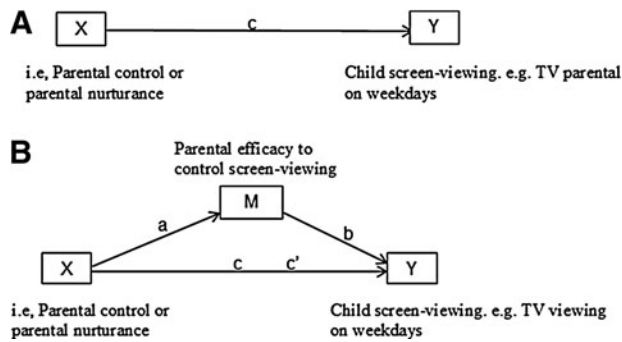 A
X
c
Y
i.e, Parental control or
parental nurturance
Child screen-viewing. e.g. TV parental
on weekdays
B
Parental efficacy to
control screen-viewing
M
a
b
X
c c'
Y
i.e, Parental control or
parental nurturance
Child screen-viewing. e.g. TV viewing
on weekdays